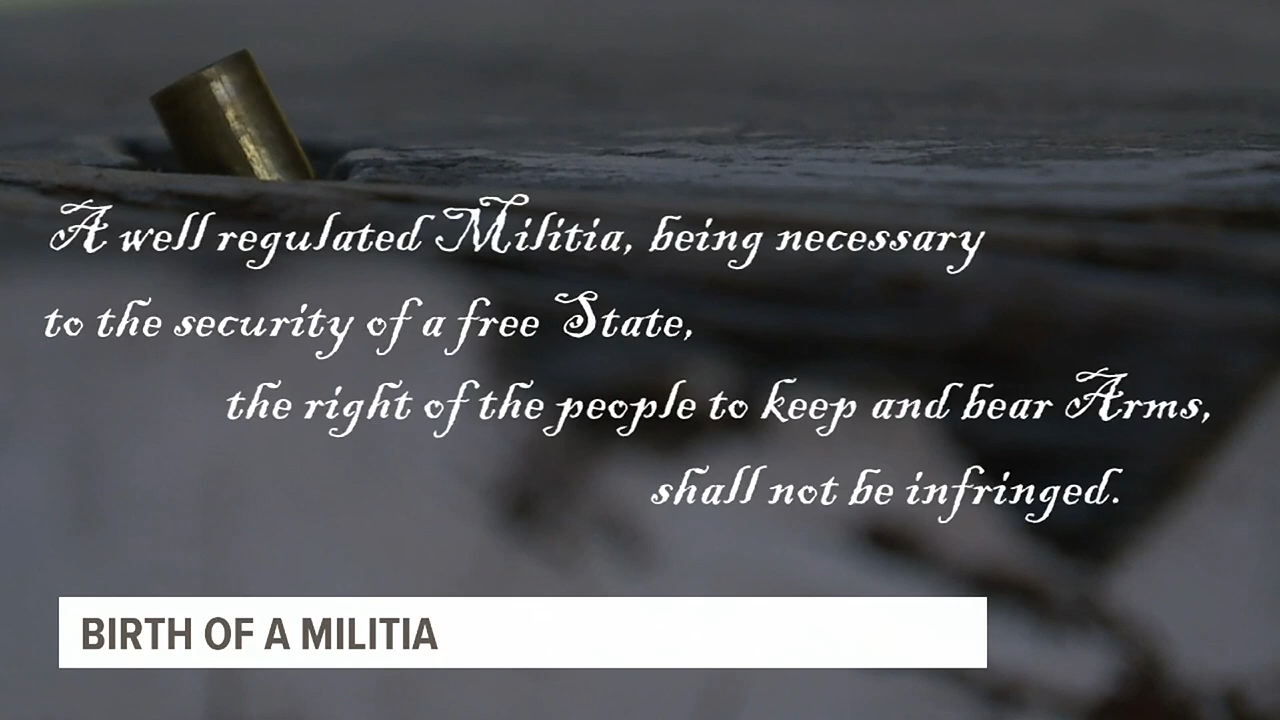 A well regulated Militia, being necessary
to the security of a free State,
the right of the people to keep and bear Arms,
shall not be infringed.
BIRTH OF A MILITIA